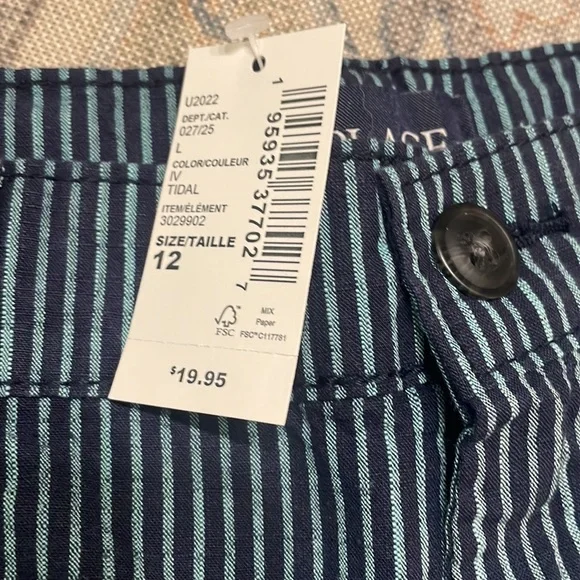 U2022
DEPT./CAT.
027/25
L
COLOR/COULEUR
IV
TIDAL
ITEM/ELÉMENT
3029902
SIZE/TAILLE
12
1 95935 37702 7
FSC
MIX
Paper
FSC® C117781
$19.95
PLACE